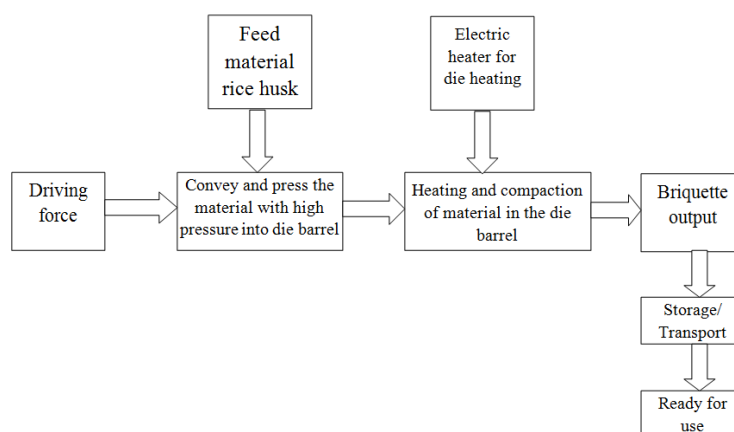 Feed
material
rice husk
Electric
heater for
die heating
Driving
force
Convey and press the
material with high
pressure into die barrel
Heating and compaction
of material in the die
barrel
Briquette
output
Storage/
Transport
Ready for
use